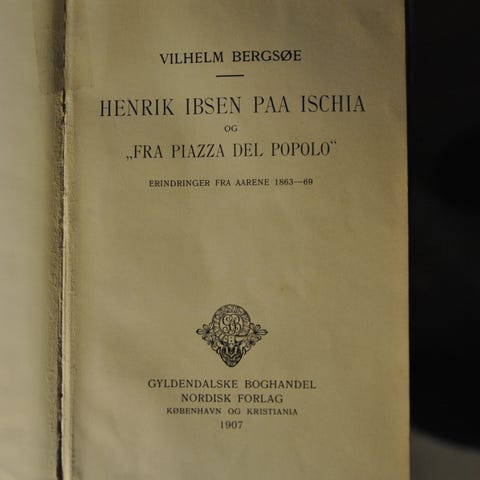 VILHELM BERGSØE
HENRIK IBSEN PAA ISCHIA
OG
„FRA PIAZZA DEL POPOLO“
ERINDRINGER FRA AARENE 1863—69
GYLDENDALSKE BOGHANDEL
NORDISK FORLAG
KØBENHAVN OG KRISTIANIA
1907